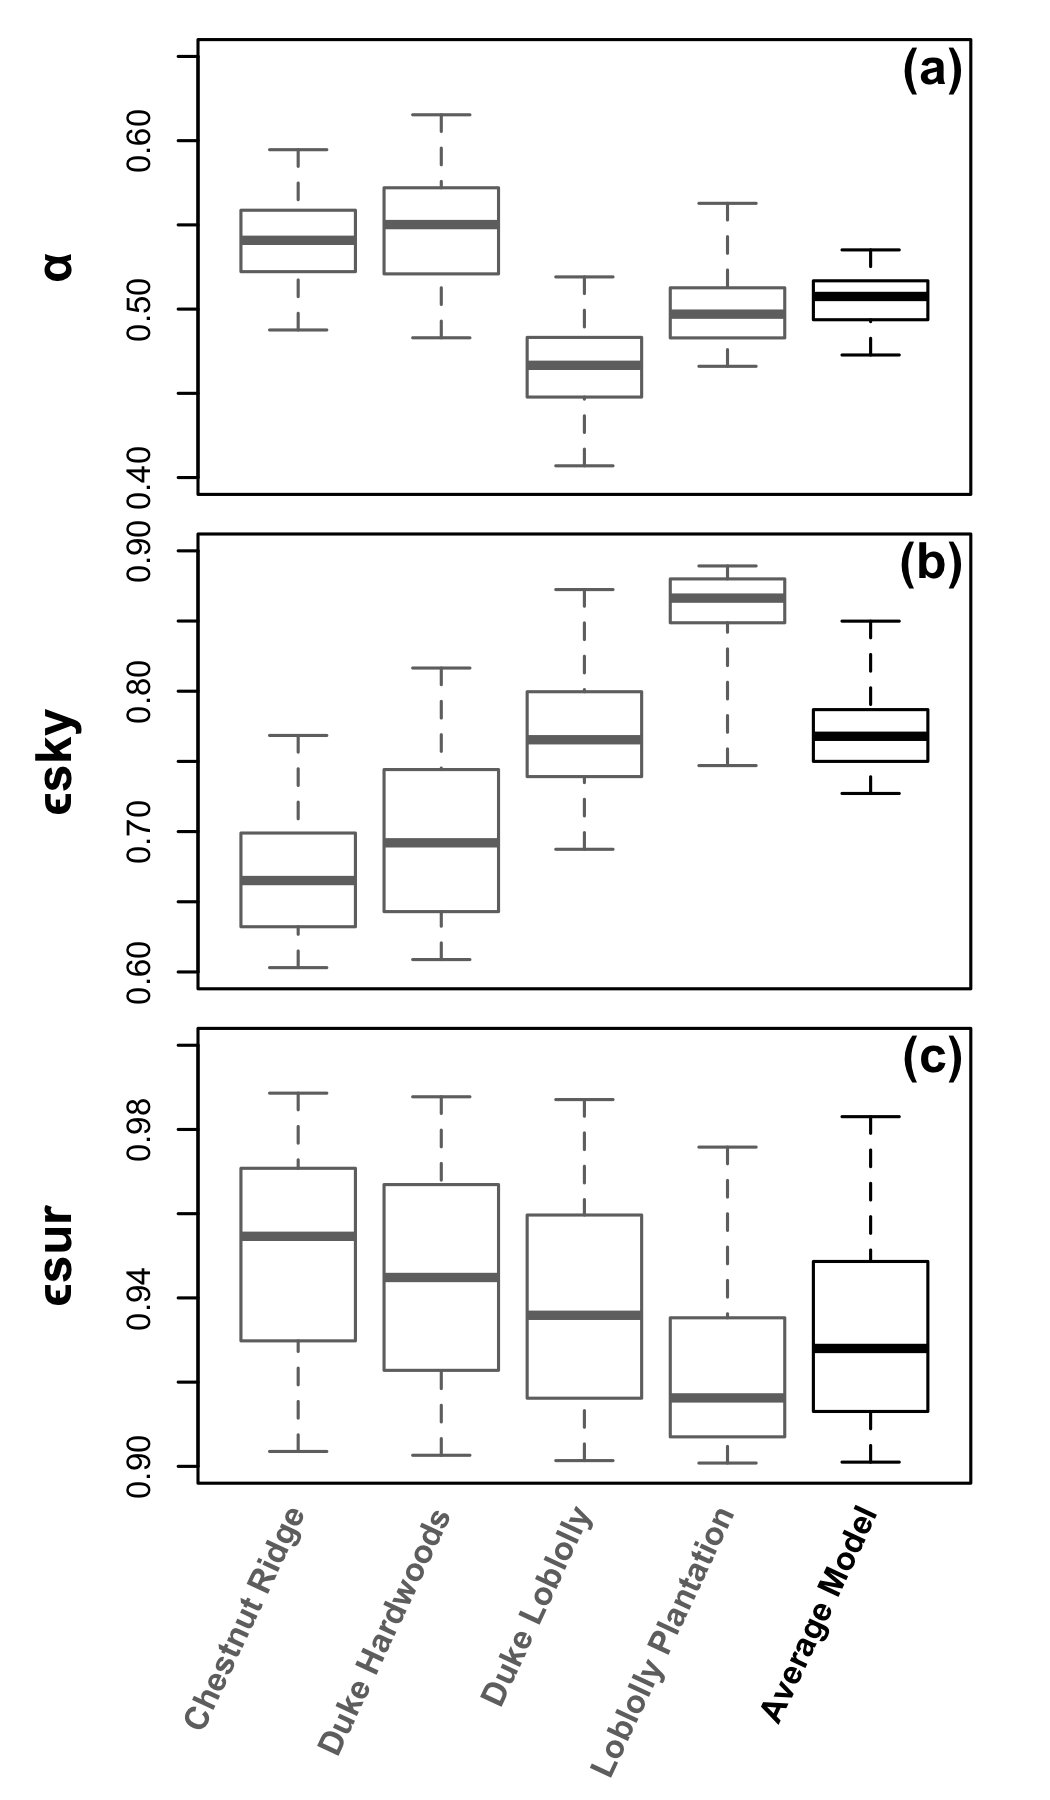 (a)
α
0.60
0.50
0.40
(b)
ϵsky
0.90
0.80
0.70
0.60
(c)
ϵsur
0.98
0.94
0.90
Chestnut Ridge
Duke Hardwoods
Duke Loblolly
Loblolly Plantation
Average Model